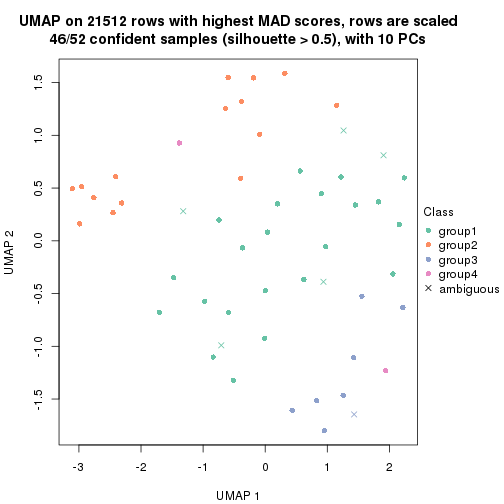 UMAP on 21512 rows with highest MAD scores, rows are scaled
46/52 confident samples (silhouette > 0.5), with 10 PCs
1.5
1.0
0.5
0.0
-0.5
-1.0
-1.5
UMAP 2
-3
-2
-1
0
1
2
UMAP 1
Class
group1
group2
group3
group4
ambiguous